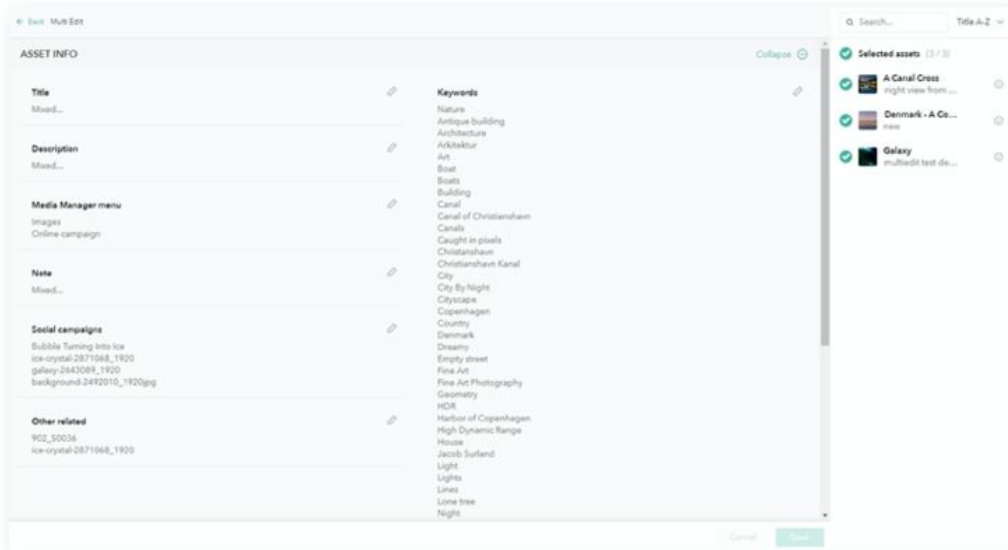 ← Back Multi-Edit
ASSET INFO
Collapse
Title
Mixed...
Description
Mixed...
Media Manager menu
Images
Online campaign
Note
Mixed...
Social campaigns
Bubble Turning Into Ice
ice-crystal-2871068_1920
galaxy-2643089_1920
background-2492010_1920jpg
Other related
902_50036
ice-crystal-2871068_1920
Keywords
Nature
Antique building
Architecture
Arkitektur
Art
Boat
Boats
Building
Canal
Canal of Christianshavn
Canals
Caught in pixels
Christanshavn
Christianshavn Kanal
City
City By Night
Cityscape
Copenhagen
Country
Denmark
Dreamy
Empty street
Fine Art
Fine Art Photography
Geometry
HDR
Harbor of Copenhagen
High Dynamic Range
House
Jacob Surland
Light
Lights
Lines
Lone tree
Night
Cancel Save
Search... Title A-Z
Selected assets (3 / 3)
A Canal Cross
night view from ...
Denmark - A Co...
new
Galaxy
multiedit test de...